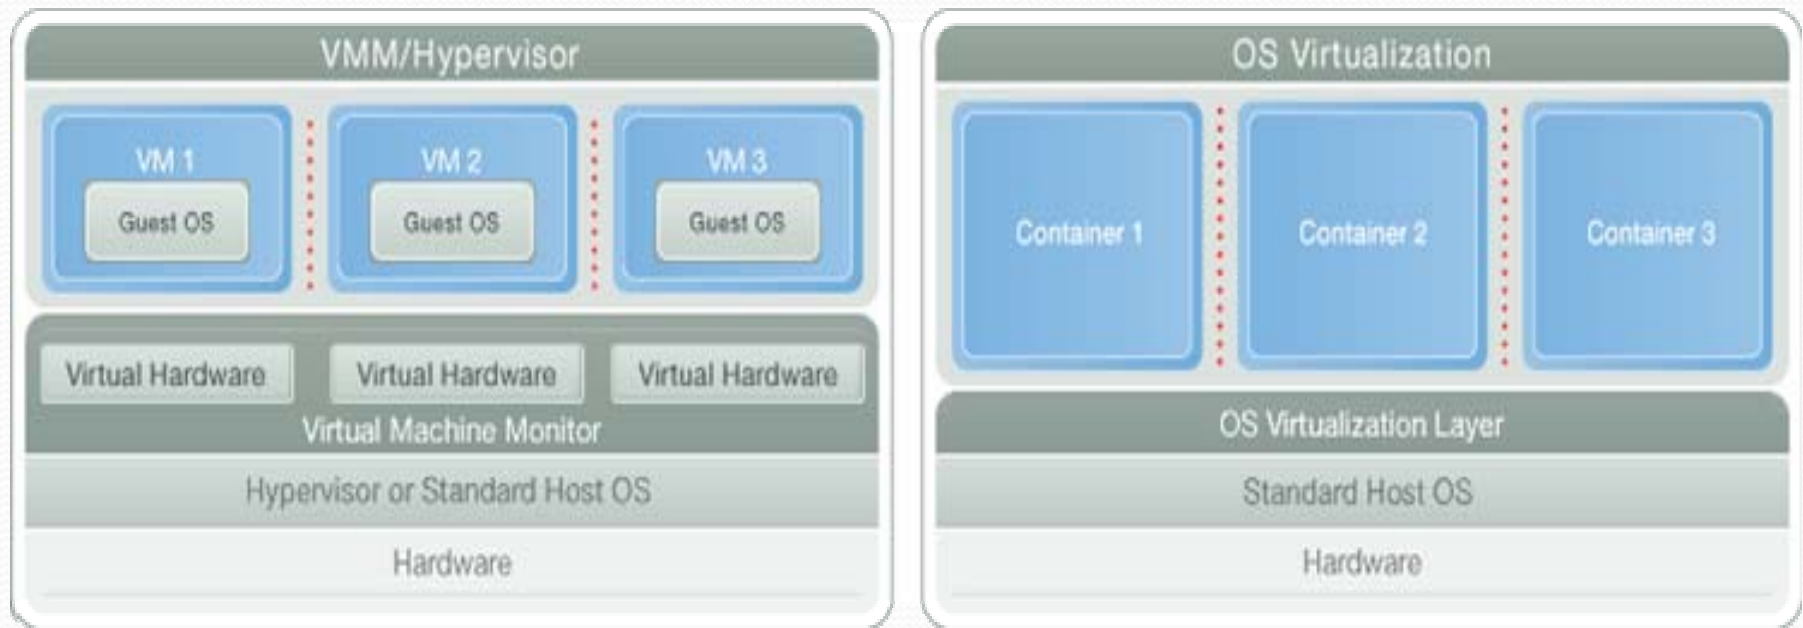 VMM/Hypervisor
VM 1
Guest OS
VM 2
Guest OS
VM 3
Guest OS
Virtual Hardware
Virtual Hardware
Virtual Hardware
Virtual Machine Monitor
Hypervisor or Standard Host OS
Hardware
OS Virtualization
Container 1
Container 2
Container 3
OS Virtualization Layer
Standard Host OS
Hardware